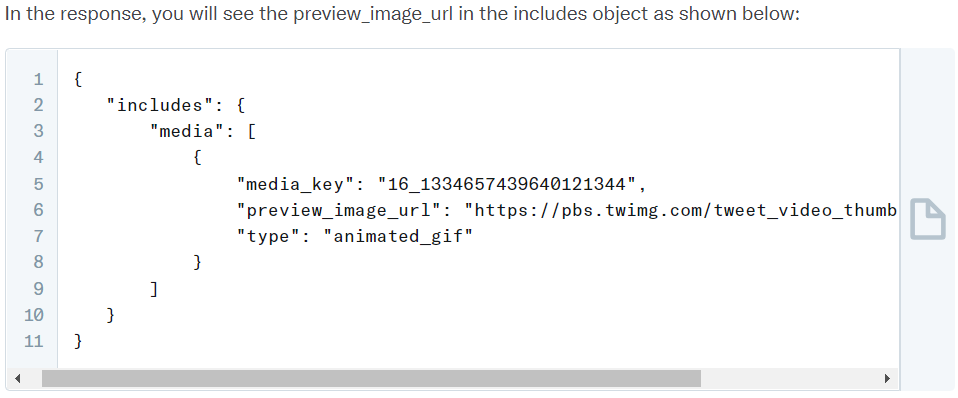 In the response, you will see the preview_image_url in the includes object as shown below:
1 {
2 "includes": {
3 "media": [
4 {
5 "media_key": "16_1334657439640121344",
6 "preview_image_url": "https://pbs.twimg.com/tweet_video_thumb
7 "type": "animated_gif"
8 }
9 ]
10 }
11 }